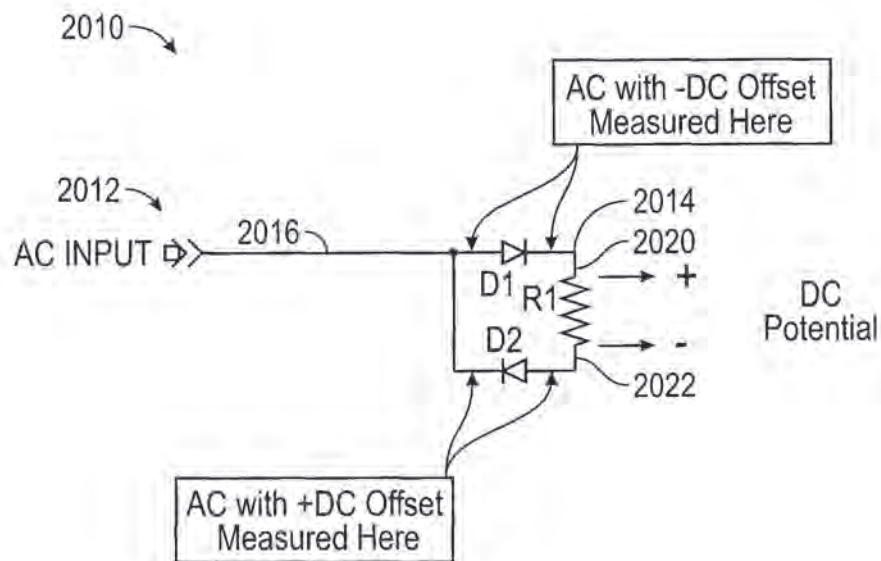 2010
AC with -DC Offset
Measured Here
2012
2016
2014
AC INPUT
2020
D1
R1
+
DC
Potential
D2
-
2022
AC with +DC Offset
Measured Here